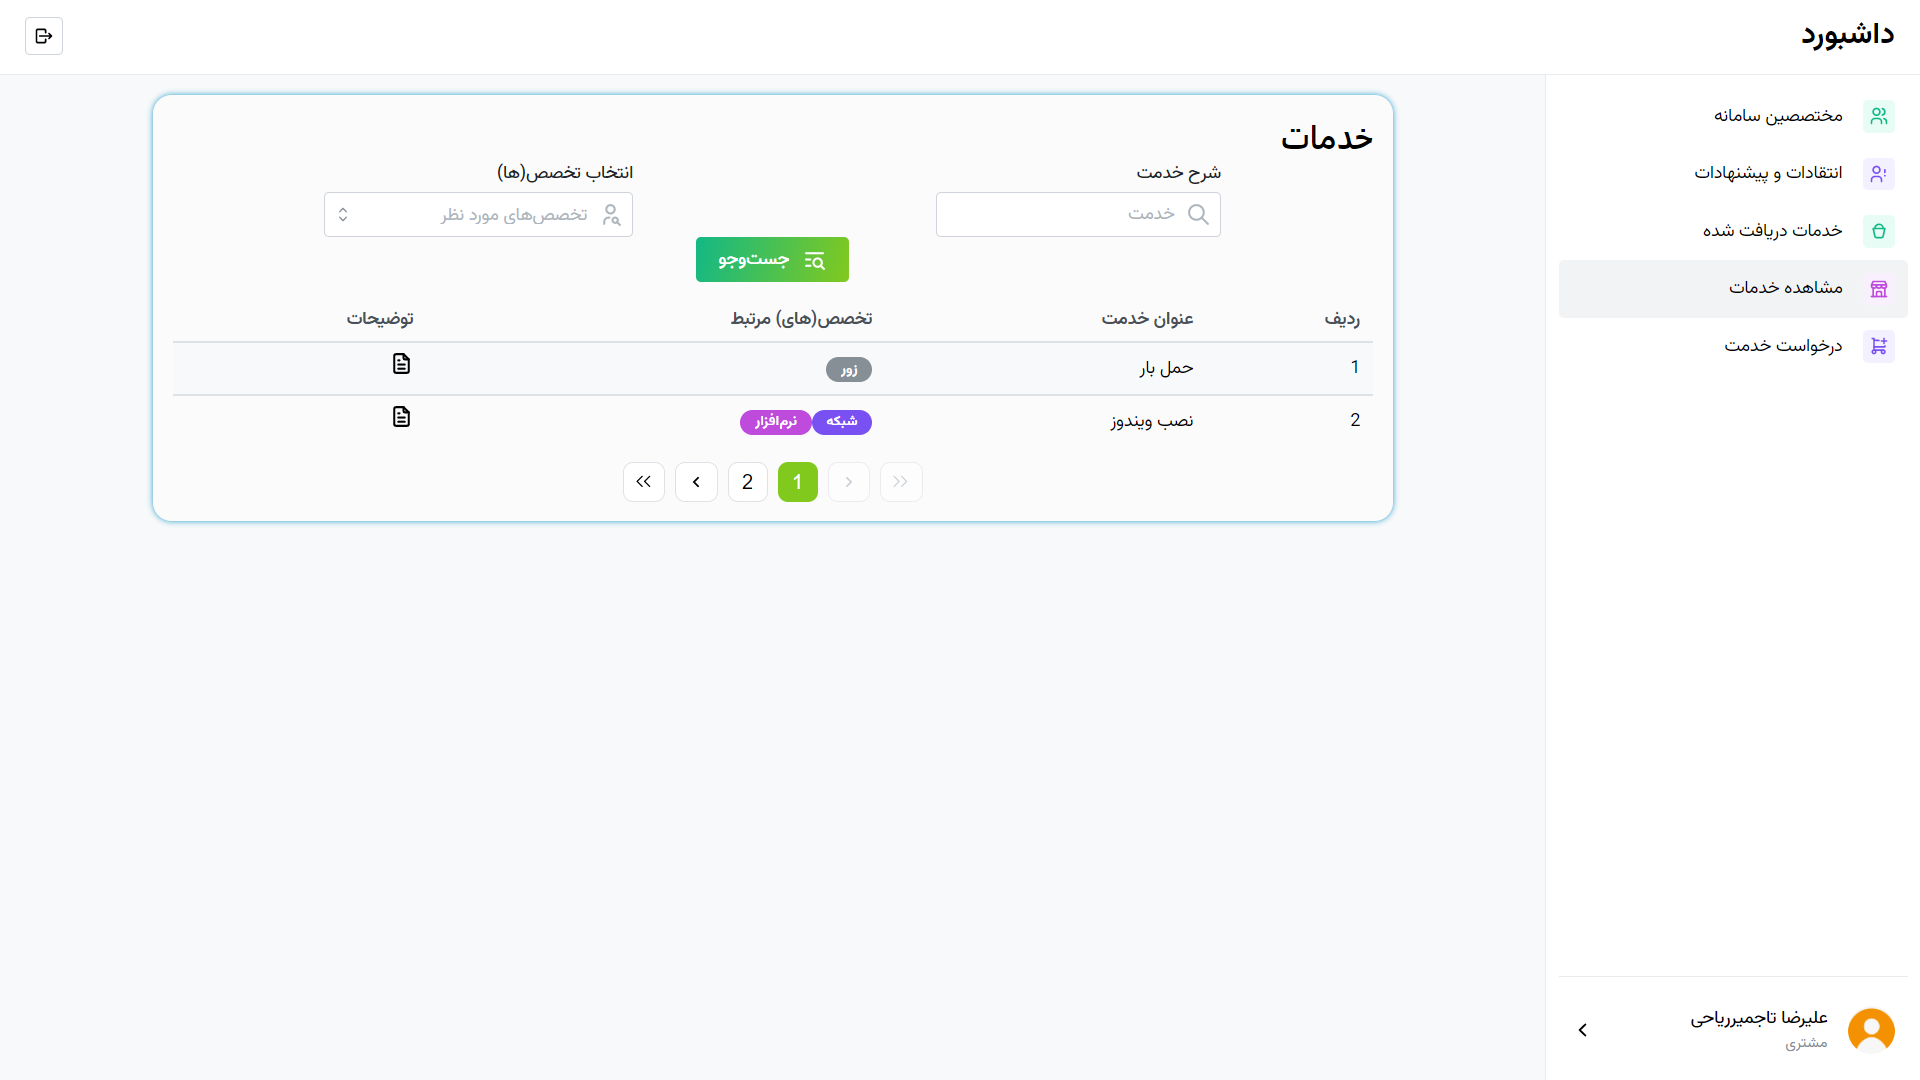 داشبورد
مختصصین سامانه
انتقادات و پیشنهادات
خدمات دریافت شده
مشاهده خدمات
درخواست خدمت
خدمات
شرح خدمت
خدمت
انتخاب تخصص(ها)
تخصص‌های مورد نظر
جست‌وجو
ردیف عنوان خدمت تخصص(های) مرتبط توضیحات
1 حمل بار زور
2 نصب ویندوز شبکه نرم‌افزار
1 2
علیرضا تاجمیرریاحی
مشتری